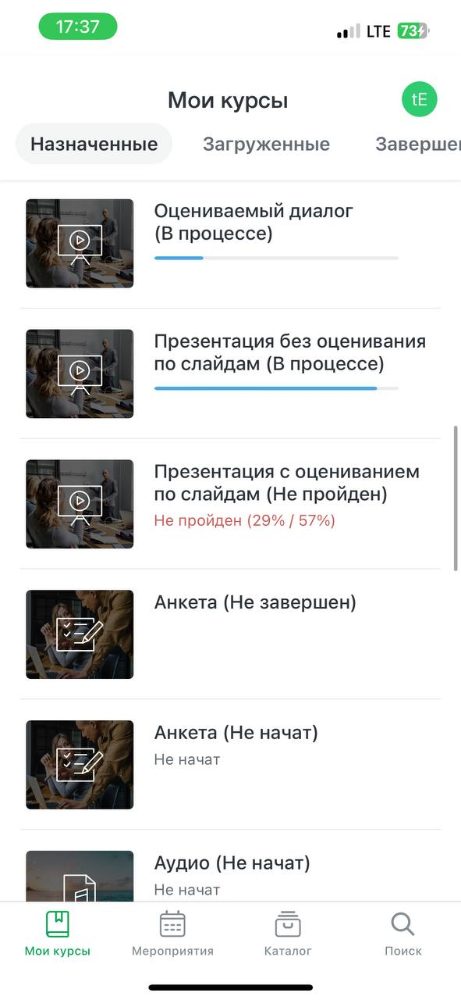 17:37
LTE 73
Мои курсы
tE
Назначенные Загруженные Заверше
Оцениваемый диалог
(В процессе)
Презентация без оценивания
по слайдам (В процессе)
Презентация с оцениванием
по слайдам (Не пройден)
Не пройден (29% / 57%)
Анкета (Не завершен)
Анкета (Не начат)
Не начат
Аудио (Не начат)
Не начат
Мои курсы Мероприятия Каталог Поиск